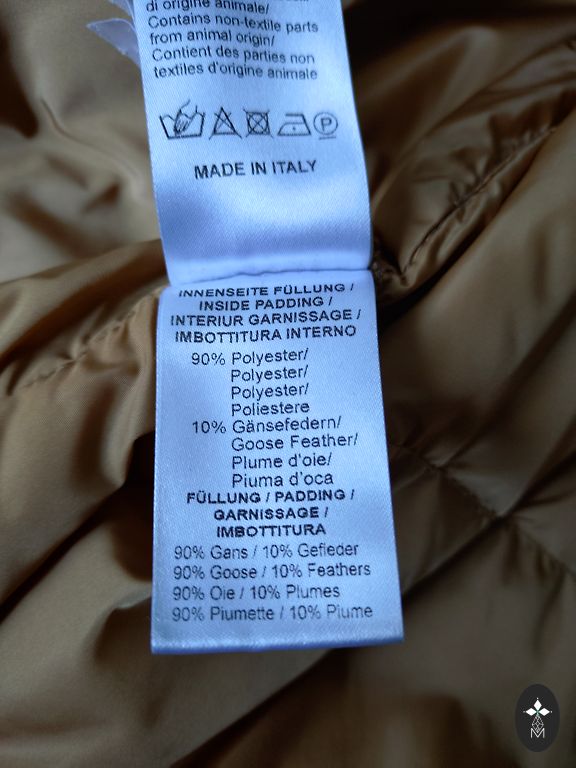 di origine animale/
Contains non-textile parts
from animal origin/
Contient des parties non
textiles d'origine animale
P
MADE IN ITALY
INNENSEITE FÜLLUNG /
INSIDE PADDING /
INTERIUR GARNISSAGE /
IMBOTTITURA INTERNO
90% Polyester/
Polyester/
Polyester/
Poliestere
10% Gänsefedern/
Goose Feather/
Plume d'oie/
Piuma d'oca
FÜLLUNG / PADDING /
GARNISSAGE /
IMBOTTITURA
90% Gans / 10% Gefieder
90% Goose / 10% Feathers
90% Oie / 10% Plumes
90% Piumette / 10% Piume
M